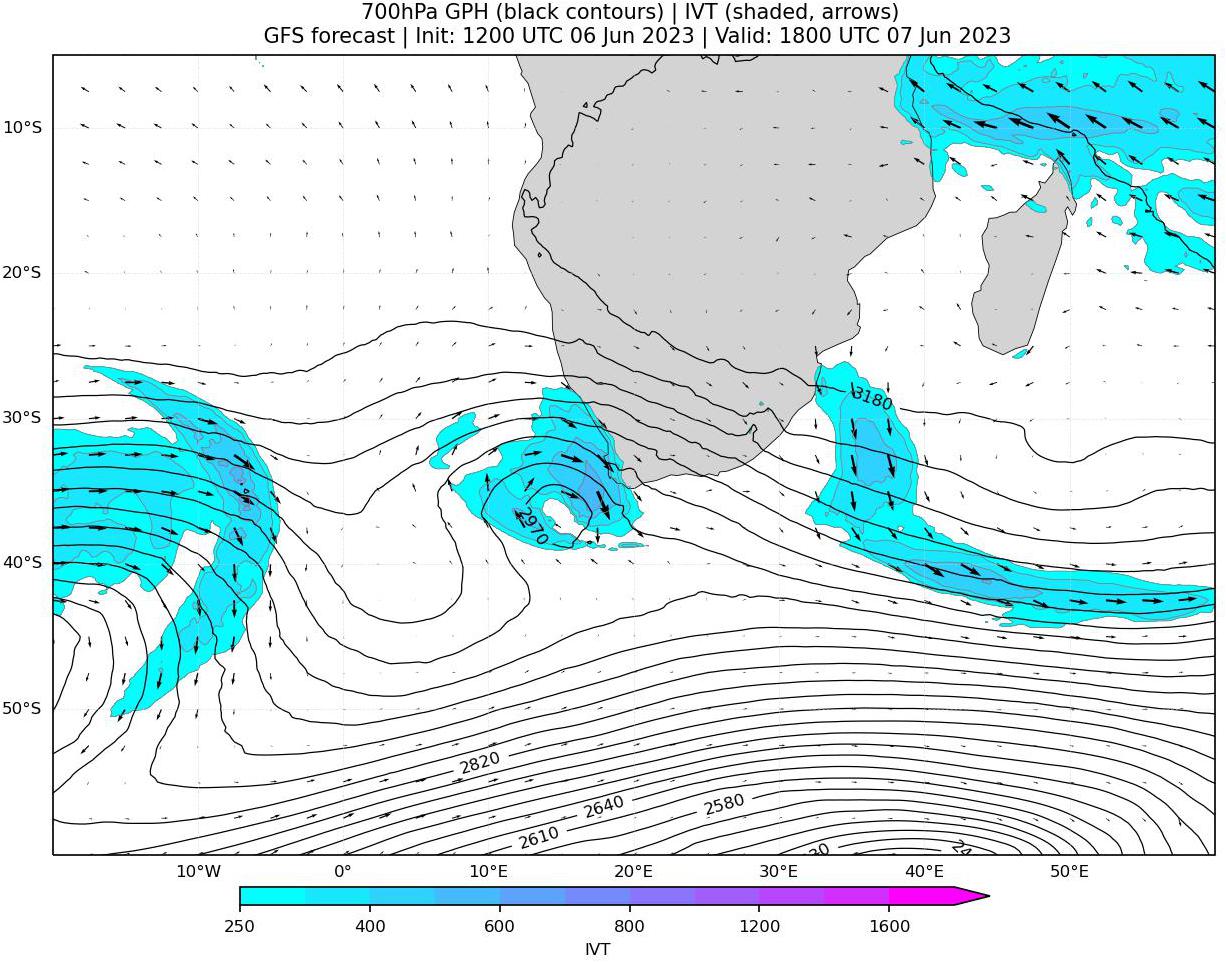 700hPa GPH (black contours) | IVT (shaded, arrows)
GFS forecast | Init: 1200 UTC 06 Jun 2023 | Valid: 1800 UTC 07 Jun 2023
10°S
20°S
30°S
40°S
50°S
3180
2970
2820
2640
2580
2610
30
24
10°W 0° 10°E 20°E 30°E 40°E 50°E
250 400 600 800 1200 1600
IVT